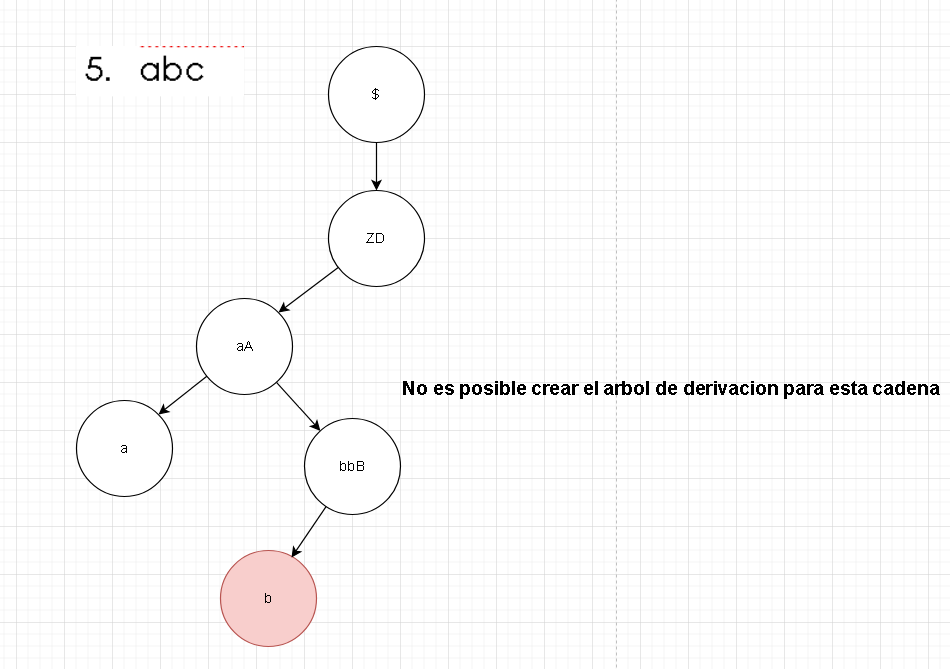 5. abc
$
ZD
aA
No es posible crear el arbol de derivacion para esta cadena
a
bbB
b